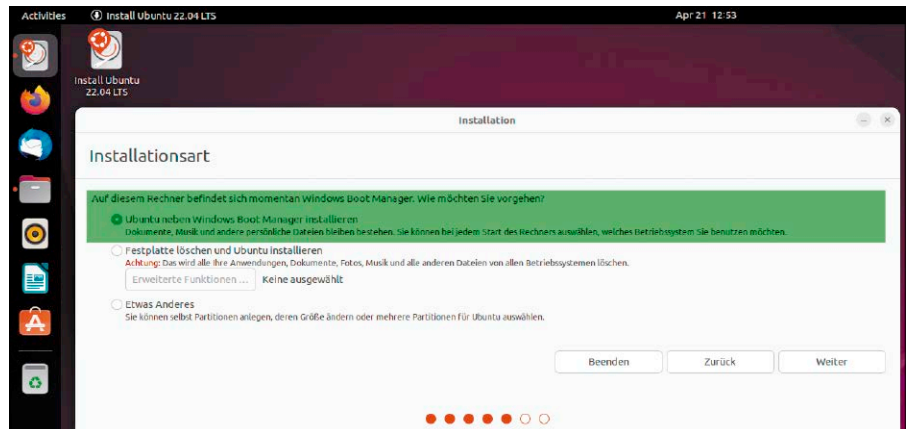 Activities Install Ubuntu 22.04 LTS Apr 21 12:53
Install Ubuntu
22.04 LTS
Installation
Installationsart
Auf diesem Rechner befindet sich momentan Windows Boot Manager. Wie möchten Sie vorgehen?
Ubuntu neben Windows Boot Manager installieren
Dokumente, Musik und andere persönliche Dateien bleiben bestehen. Sie können bei jedem Start des Rechners auswählen, welches Betriebssystem Sie benutzen möchten.
Festplatte löschen und Ubuntu installieren
Achtung: Das wird alle Ihre Anwendungen, Dokumente, Fotos, Musik und alle anderen Dateien von allen Betriebssystemen löschen.
Erweiterte Funktionen ... Keine ausgewählt
Etwas Anderes
Sie können selbst Partitionen anlegen, deren Größe ändern oder mehrere Partitionen für Ubuntu auswählen.
Beenden Zurück Weiter